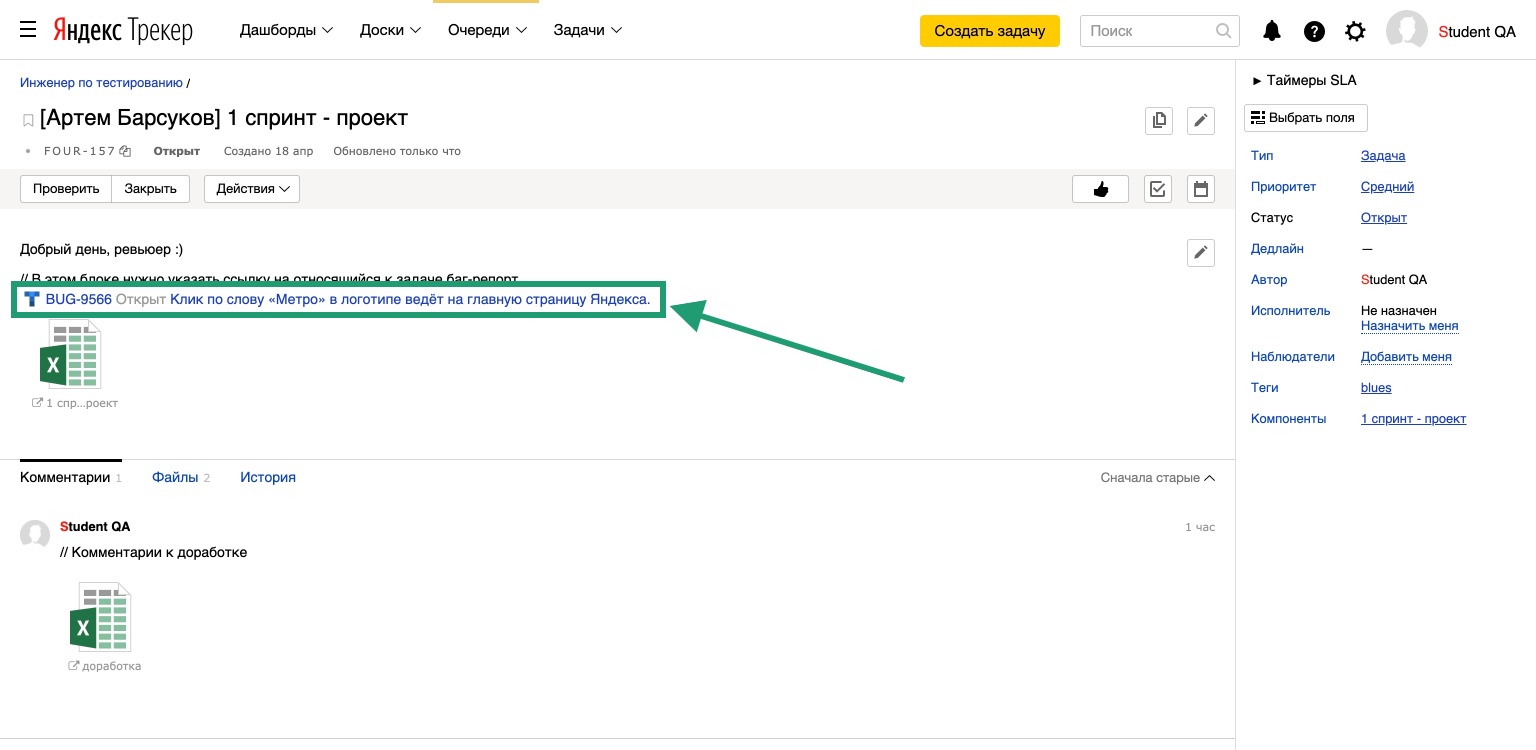 Яндекс Трекер
Дашборды
Доски
Очереди
Задачи
Создать задачу
Поиск
Student QA
Инженер по тестированию /
[Артем Барсуков] 1 спринт - проект
FOUR-157
Открыт
Создано 18 апр
Обновлено только что
Проверить
Закрыть
Действия
Добрый день, ревьюер :)
// В этом блоке нужно указать ссылку на относящийся к задаче баг-репорт
BUG-9566 Открыт Клик по слову «Метро» в логотипе ведёт на главную страницу Яндекса.
1 спр...роект
Комментарии 1
Файлы 2
История
Сначала старые
Student QA
1 час
// Комментарии к доработке
доработка
Таймеры SLA
Выбрать поля
Тип Задача
Приоритет Средний
Статус Открыт
Дедлайн —
Автор Student QA
Исполнитель Не назначен
Назначить меня
Наблюдатели Добавить меня
Теги blues
Компоненты 1 спринт - проект